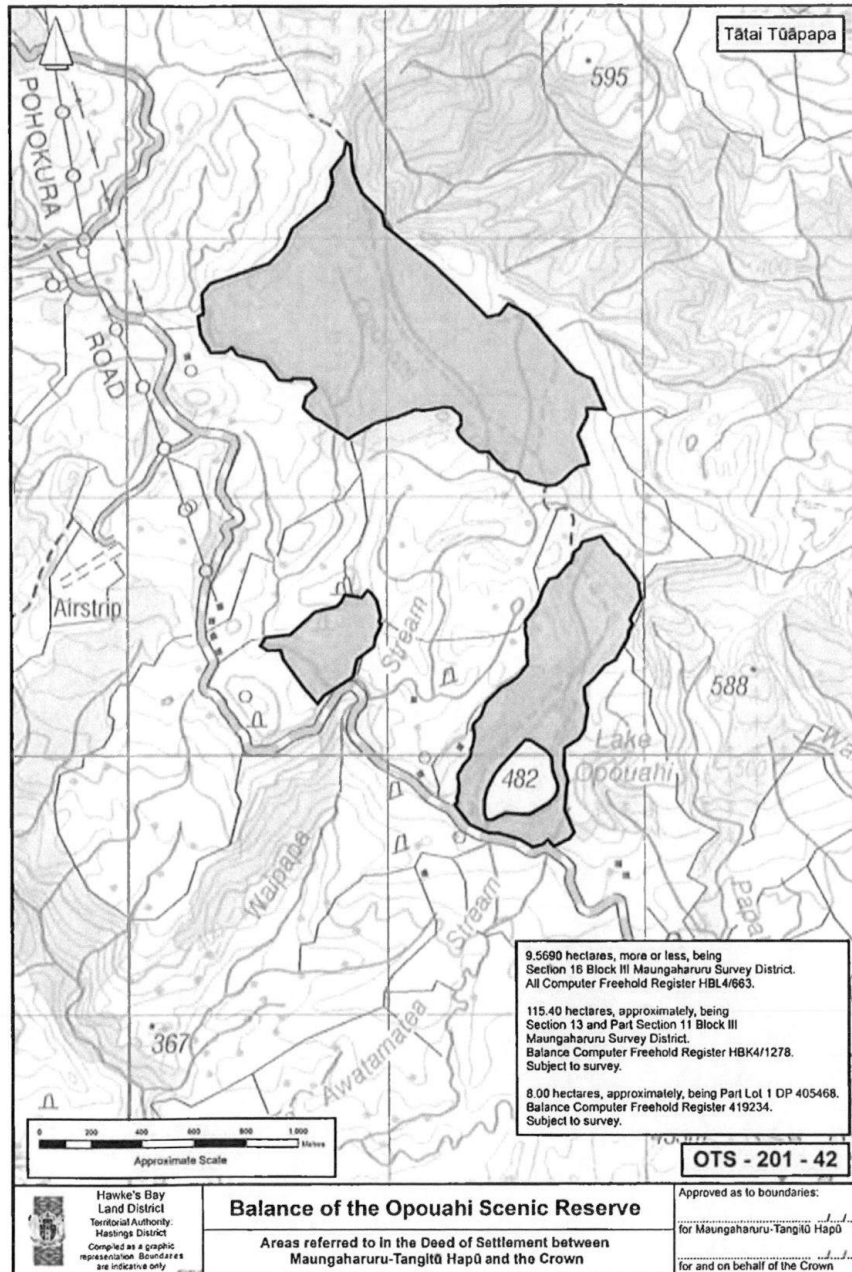 Tātai Tūāpapa
595
POHOKURA
ROAD
400
Opouahi
Airstrip
Stream
588
Lake
Opouahi
482
500
Waipapa
Stream
Awatamatea
367
9.5690 hectares, more or less, being
Section 16 Block III Maungaharuru Survey District.
All Computer Freehold Register HBL4/663.
115.40 hectares, approximately, being
Section 13 and Part Section 11 Block III
Maungaharuru Survey District.
Balance Computer Freehold Register HBK4/1278.
Subject to survey.
8.00 hectares, approximately, being Part Lot 1 DP 405468.
Balance Computer Freehold Register 419234.
Subject to survey.
0 200 400 600 800 1,000
Metres
Approximate Scale
OTS - 201 - 42
Hawke's Bay
Land District
Territorial Authority:
Hastings District
Compiled as a graphic
representation. Boundaries
are indicative only
Balance of the Opouahi Scenic Reserve
Areas referred to in the Deed of Settlement between
Maungaharuru-Tangitū Hapū and the Crown
Approved as to boundaries:
......................... .../.../...
for Maungaharuru-Tangitū Hapū
......................... .../.../...
for and on behalf of the Crown